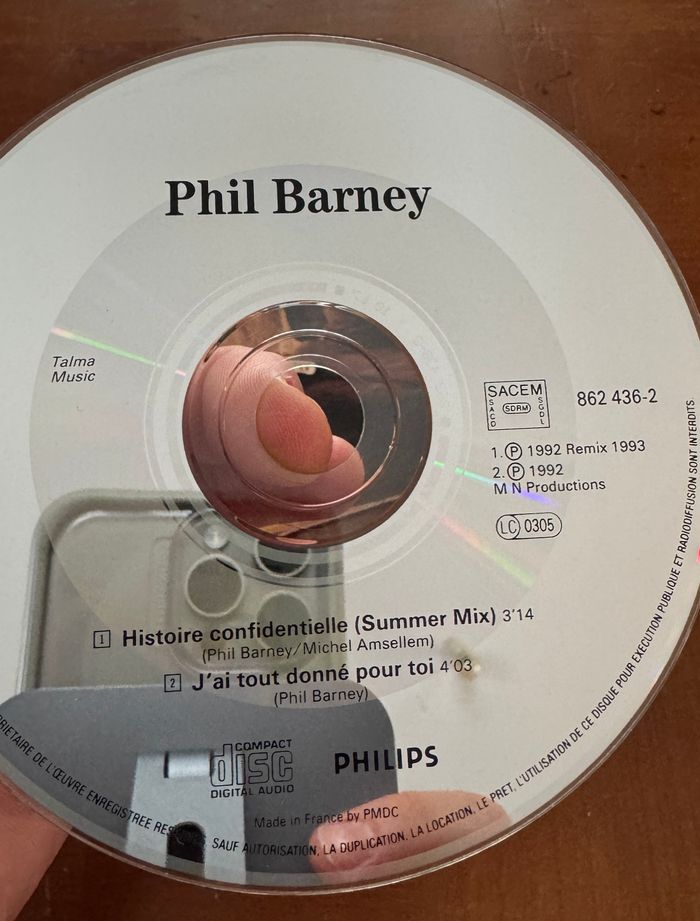 Phil Barney
Talma
Music
SACEM
SACD
SDRM
SGDL
862 436-2
1. Ⓟ 1992 Remix 1993
2. Ⓟ 1992
M N Productions
LC 0305
1 Histoire confidentielle (Summer Mix) 3'14
(Phil Barney/Michel Amsellem)
2 J'ai tout donné pour toi 4'03
(Phil Barney)
COMPACT
disc
DIGITAL AUDIO
PHILIPS
Made in France by PMDC
DE L'ŒUVRE ENREGISTREE SAUF AUTORISATION, LA DUPLICATION, LA LOCATION, LE PRET, L'UTILISATION DE CE DISQUE POUR EXECUTION PUBLIQUE ET RADIODIFFUSION SONT INTERDITS.